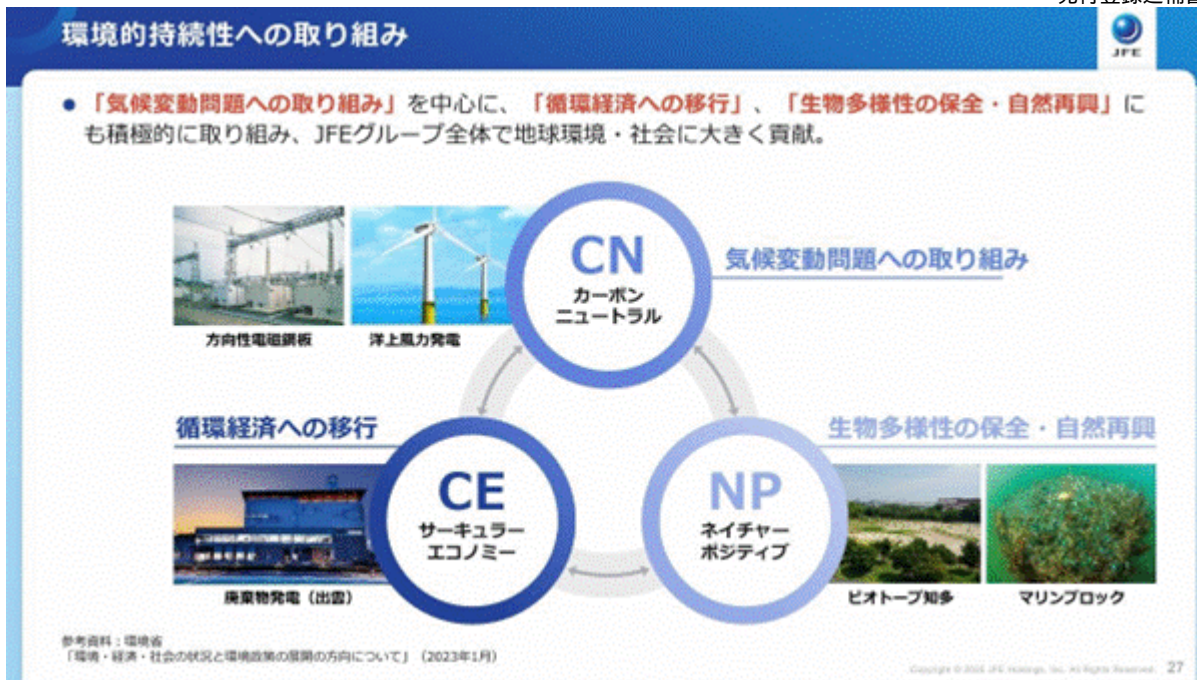 環境的持続性への取り組み
JFE
● 「気候変動問題への取り組み」を中心に、「循環経済への移行」、「生物多様性の保全・自然再興」に
も積極的に取り組み、JFEグループ全体で地球環境・社会に大きく貢献。
CN
カーボン
ニュートラル
気候変動問題への取り組み
方向性電磁鋼板
洋上風力発電
循環経済への移行
生物多様性の保全・自然再興
CE
サーキュラー
エコノミー
NP
ネイチャー
ポジティブ
廃棄物発電（出雲）
ビオトープ知多
マリンブロック
参考資料：環境省
「環境・経済・社会の状況と環境政策の展開の方向について」（2023年1月）
JFE Holdings, Inc. All Rights Reserved.
27